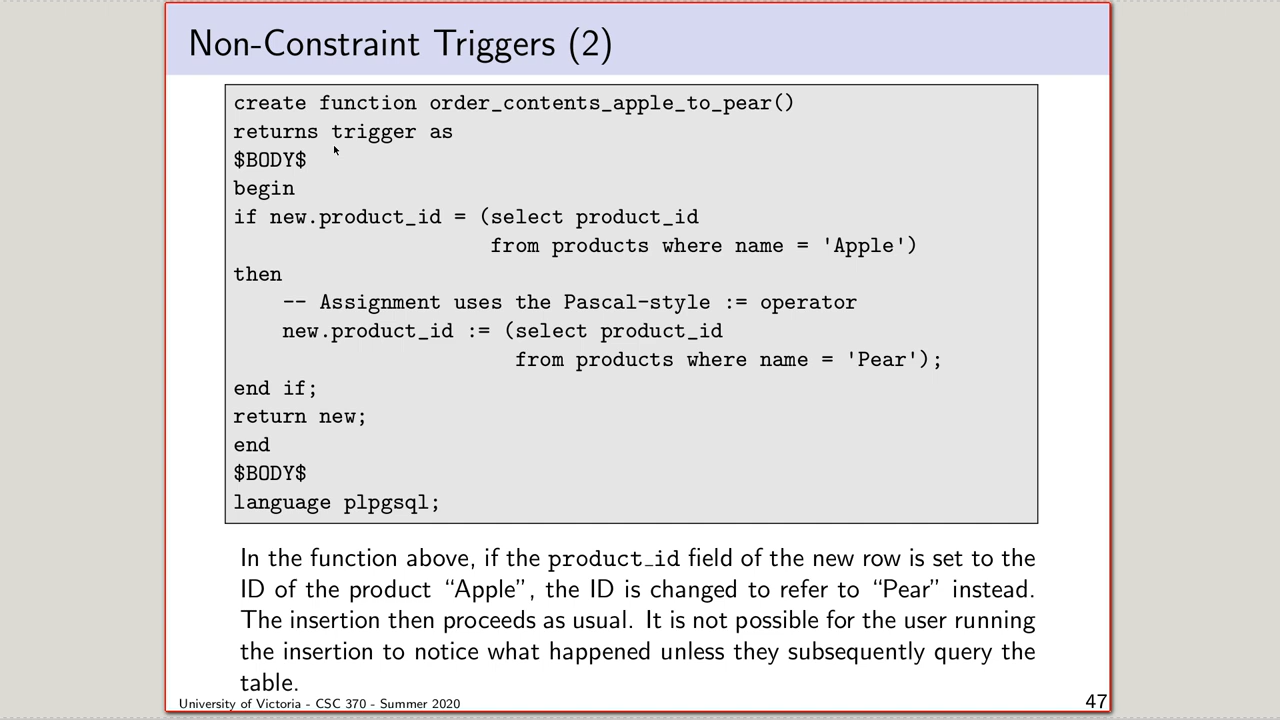 Non-Constraint Triggers (2)
create function order_contents_apple_to_pear()
returns trigger as
$BODY$
begin
if new.product_id = (select product_id
                     from products where name = 'Apple')
then
    -- Assignment uses the Pascal-style := operator
    new.product_id := (select product_id
                       from products where name = 'Pear');
end if;
return new;
end
$BODY$
language plpgsql;
In the function above, if the product_id field of the new row is set to the
ID of the product “Apple”, the ID is changed to refer to “Pear” instead.
The insertion then proceeds as usual. It is not possible for the user running
the insertion to notice what happened unless they subsequently query the
table.
University of Victoria - CSC 370 - Summer 2020
47